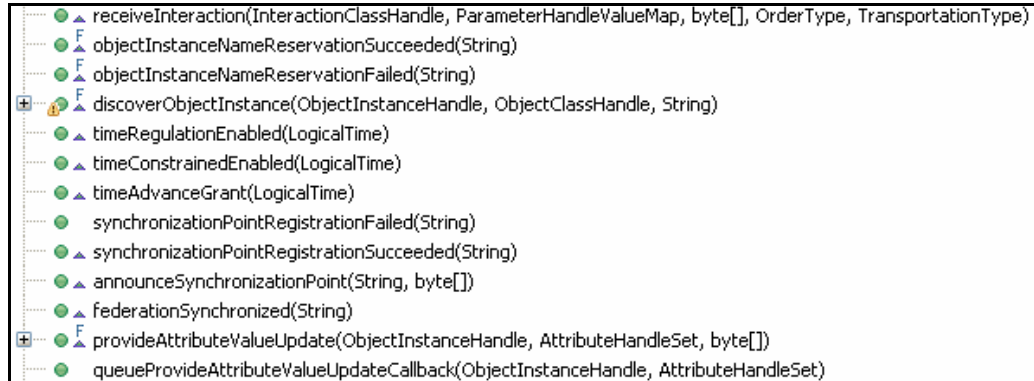 receiveInteraction(InteractionClassHandle, ParameterHandleValueMap, byte[], OrderType, TransportationType)
F objectInstanceNameReservationSucceeded(String)
F objectInstanceNameReservationFailed(String)
F discoverObjectInstance(ObjectInstanceHandle, ObjectClassHandle, String)
timeRegulationEnabled(LogicalTime)
timeConstrainedEnabled(LogicalTime)
timeAdvanceGrant(LogicalTime)
synchronizationPointRegistrationFailed(String)
synchronizationPointRegistrationSucceeded(String)
announceSynchronizationPoint(String, byte[])
federationSynchronized(String)
F provideAttributeValueUpdate(ObjectInstanceHandle, AttributeHandleSet, byte[])
queueProvideAttributeValueUpdateCallback(ObjectInstanceHandle, AttributeHandleSet)